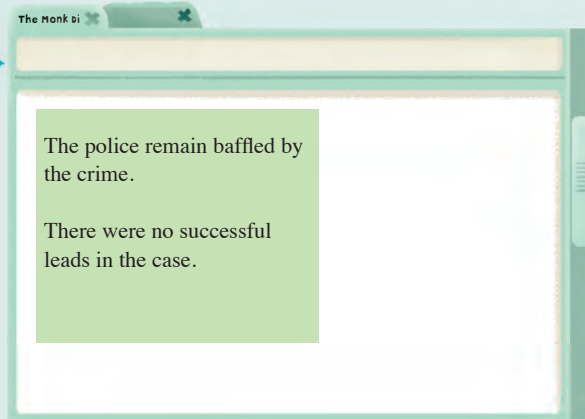 The Monk Di
The police remain baffled by
the crime.
There were no successful
leads in the case.